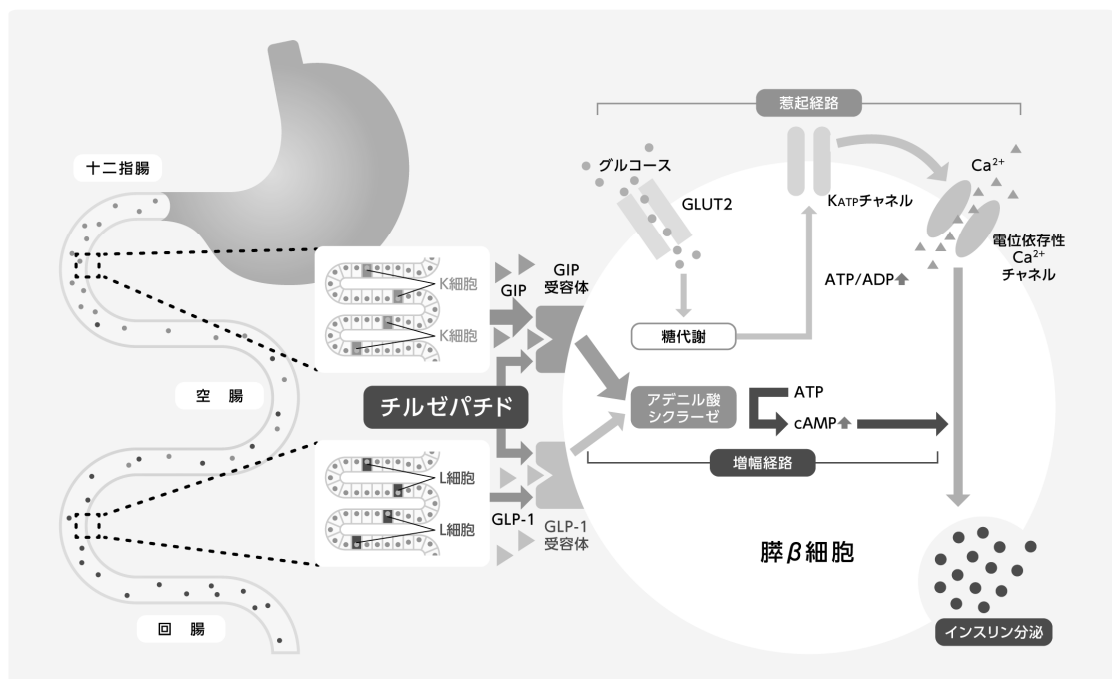 十二指腸
空 腸
回 腸
K細胞
K細胞
L細胞
L細胞
チルゼパチド
GIP
GIP
受容体
GLP-1
GLP-1
受容体
惹起経路
グルコース
GLUT2
KATPチャネル
Ca2+
電位依存性
Ca2+
チャネル
ATP/ADP
糖代謝
アデニル酸
シクラーゼ
ATP
cAMP
増幅経路
膵β細胞
インスリン分泌